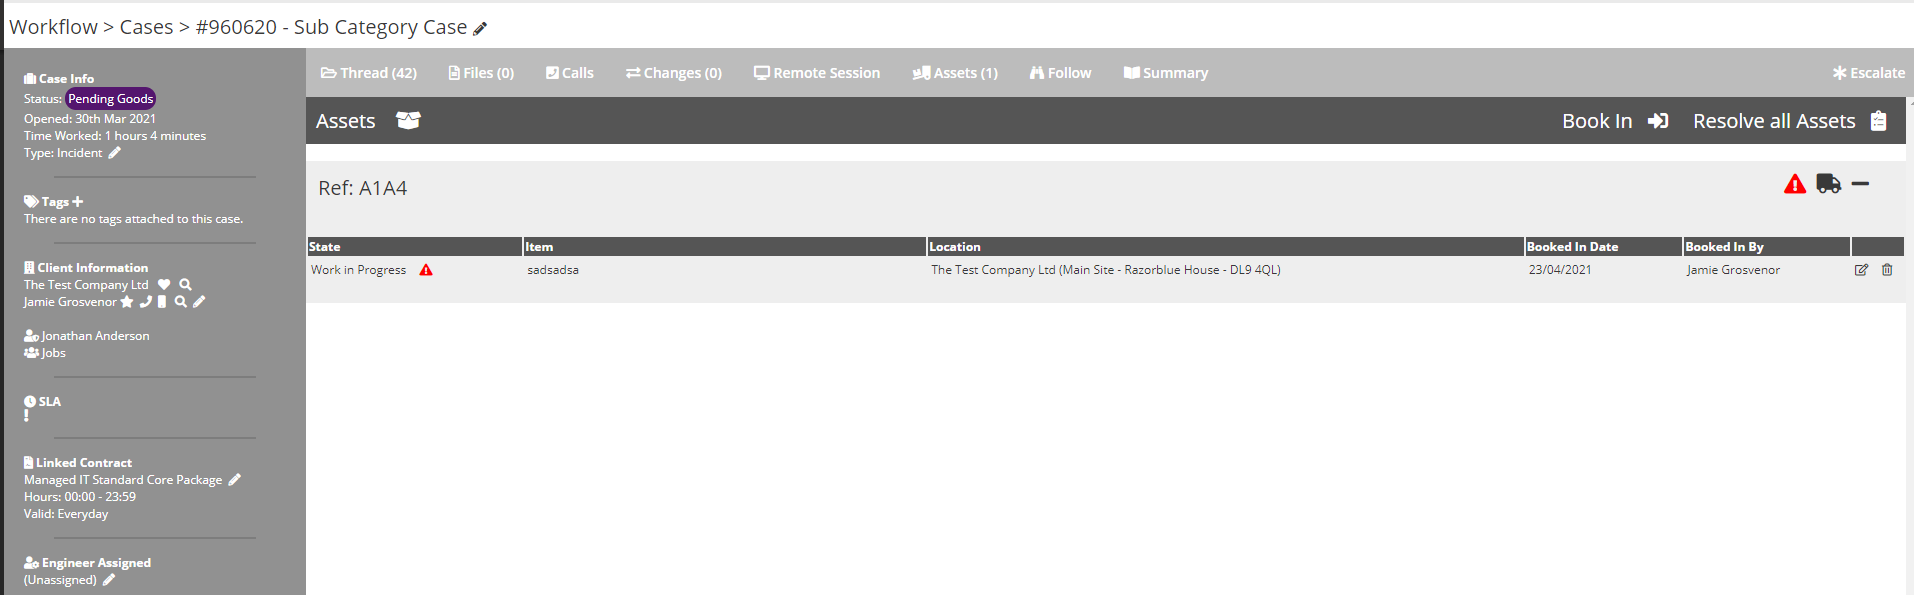 Workflow > Cases > #960620 - Sub Category Case
Case Info
Status: Pending Goods
Opened: 30th Mar 2021
Time Worked: 1 hours 4 minutes
Type: Incident
Tags
There are no tags attached to this case.
Client Information
The Test Company Ltd
Jamie Grosvenor
Jonathan Anderson
Jobs
SLA
!
Linked Contract
Managed IT Standard Core Package
Hours: 00:00 - 23:59
Valid: Everyday
Engineer Assigned
(Unassigned)
Thread (42) Files (0) Calls Changes (0) Remote Session Assets (1) Follow Summary Escalate
Assets Book In Resolve all Assets
Ref: A1A4
State Item Location Booked In Date Booked In By
Work in Progress sadsadsa The Test Company Ltd (Main Site - Razorblue House - DL9 4QL) 23/04/2021 Jamie Grosvenor